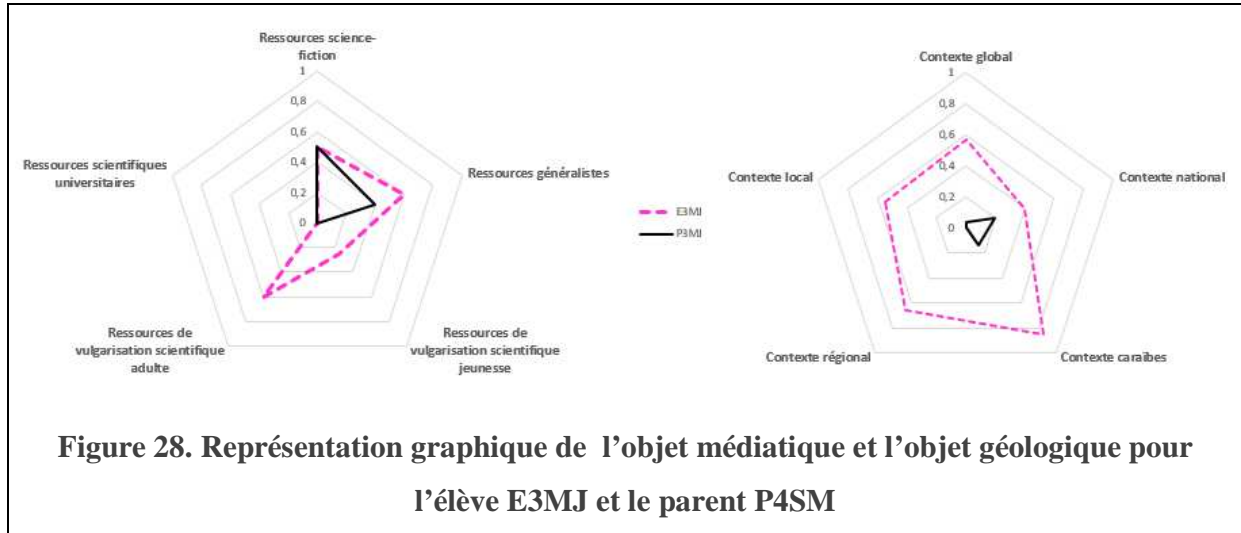 Ressources science-
fiction
1
0,8
0,6
0,4
0,2
0
Ressources généralistes
Ressources de
vulgarisation scientifique
jeunesse
Ressources de
vulgarisation scientifique
adulte
Ressources scientifiques
universitaires
E3MJ
P3MJ
Contexte global
1
0,8
0,6
0,4
0,2
0
Contexte national
Contexte caraïbes
Contexte régional
Contexte local
Figure 28. Représentation graphique de l’objet médiatique et l’objet géologique pour
l’élève E3MJ et le parent P4SM